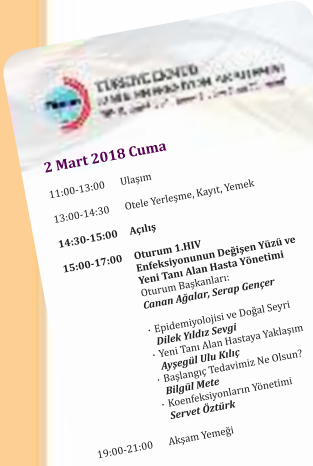 2 Mart 2018 Cuma
11:00-13:00 Ulaşım
13:00-14:30 Otele Yerleşme, Kayıt, Yemek
14:30-15:00 Açılış
15:00-17:00 Oturum 1.HIV
Enfeksiyonunun Değişen Yüzü ve
Yeni Tanı Alan Hasta Yönetimi
Oturum Başkanları:
Canan Ağalar, Serap Gençer
· Epidemiyolojisi ve Doğal Seyri
Dilek Yıldız Sevgi
· Yeni Tanı Alan Hastaya Yaklaşım
Ayşegül Ulu Kılıç
· Başlangıç Tedavimiz Ne Olsun?
Bilgül Mete
· Koenfeksiyonların Yönetimi
Servet Öztürk
19:00-21:00 Akşam Yemeği